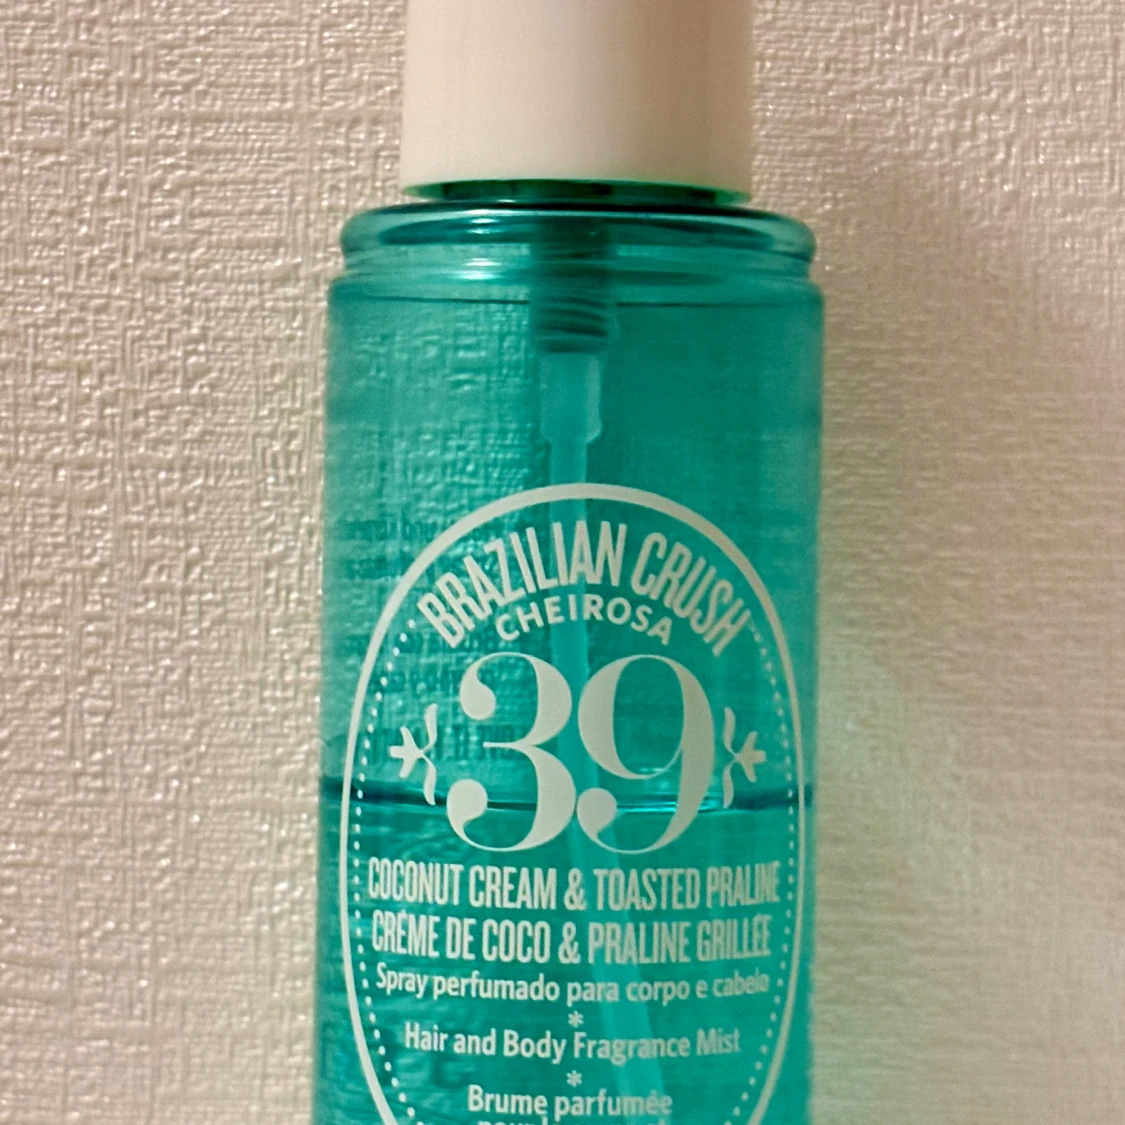 BRAZILIAN CRUSH
CHEIROSA
39
COCONUT CREAM & TOASTED PRALINE
CRÈME DE COCO & PRALINE GRILLÉE
Spray perfumado para corpo e cabelo
*
Hair and Body Fragrance Mist
*
Brume parfumée